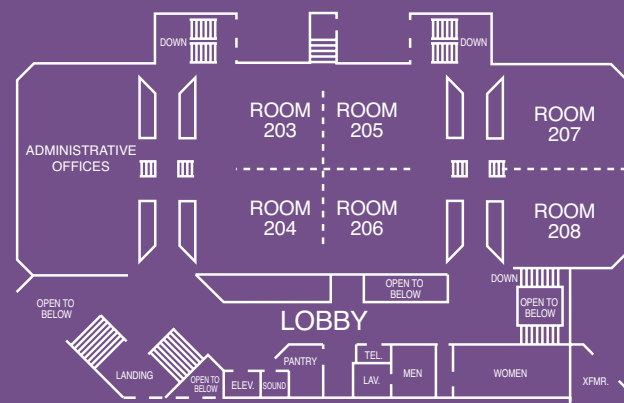 DOWN
DOWN
ROOM
203
ROOM
205
ROOM
207
ADMINISTRATIVE
OFFICES
ROOM
204
ROOM
206
ROOM
208
DOWN
OPEN TO
BELOW
OPEN TO
BELOW
OPEN TO
BELOW
LOBBY
LANDING
OPEN TO
BELOW
ELEV.
SOUND
PANTRY
TEL.
LAV.
MEN
WOMEN
XFMR.